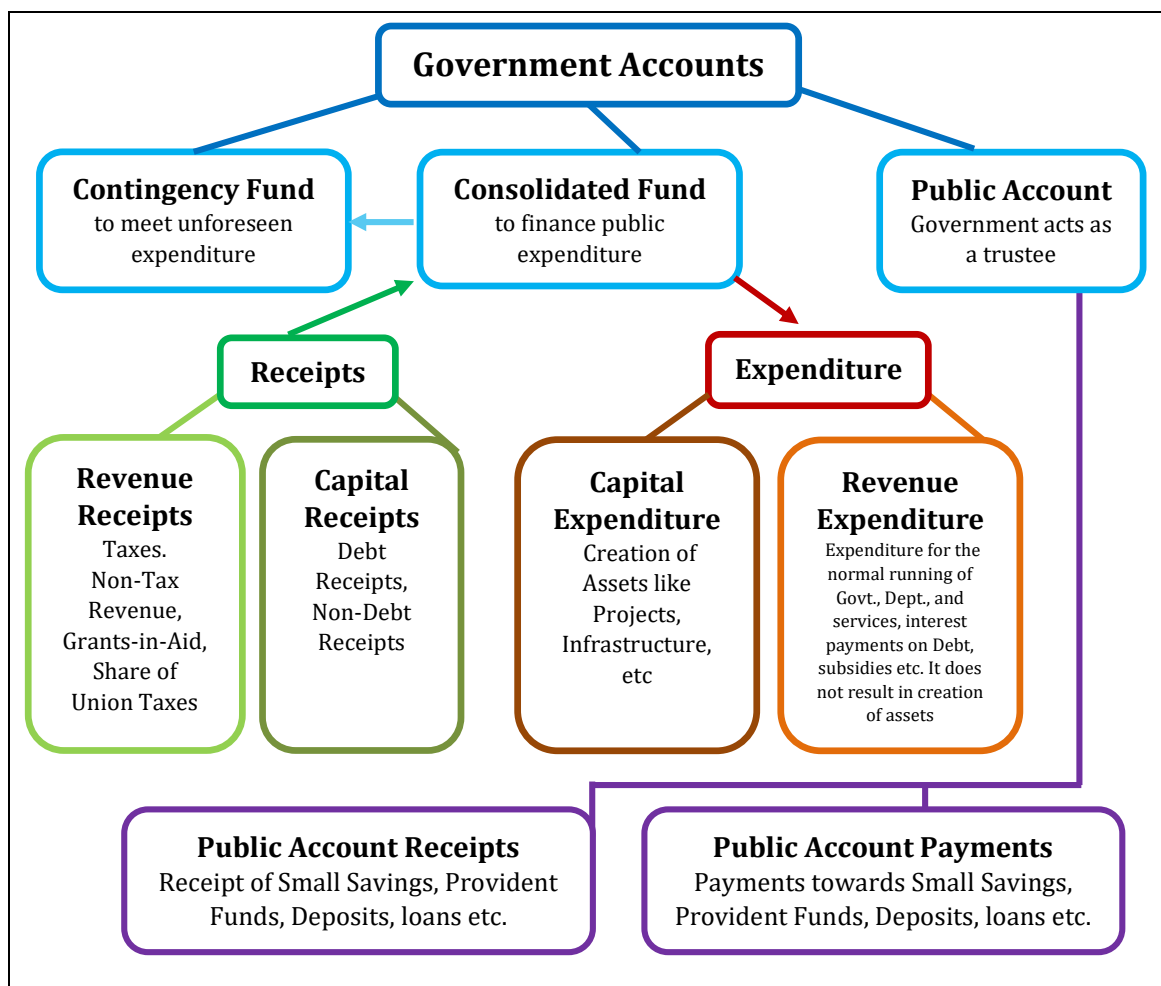 Government Accounts
Contingency Fund
to meet unforeseen
expenditure
Consolidated Fund
to finance public
expenditure
Public Account
Government acts as
a trustee
Receipts
Expenditure
Revenue
Receipts
Taxes.
Non-Tax
Revenue,
Grants-in-Aid,
Share of
Union Taxes
Capital
Receipts
Debt
Receipts,
Non-Debt
Receipts
Capital
Expenditure
Creation of
Assets like
Projects,
Infrastructure,
etc
Revenue
Expenditure
Expenditure for the
normal running of
Govt., Dept., and
services, interest
payments on Debt,
subsidies etc. It does
not result in creation
of assets
Public Account Receipts
Receipt of Small Savings, Provident
Funds, Deposits, loans etc.
Public Account Payments
Payments towards Small Savings,
Provident Funds, Deposits, loans etc.